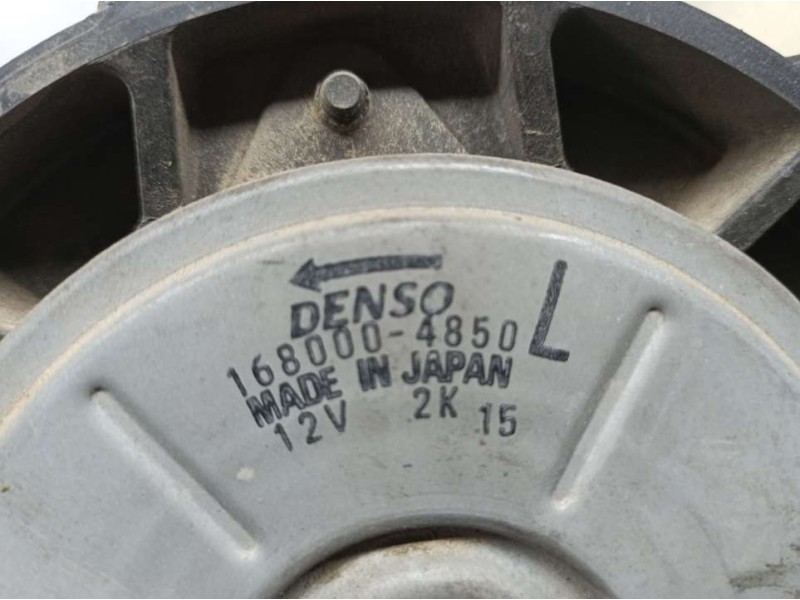 DENSO
168000-4850 L
MADE IN JAPAN
12V 2K 15